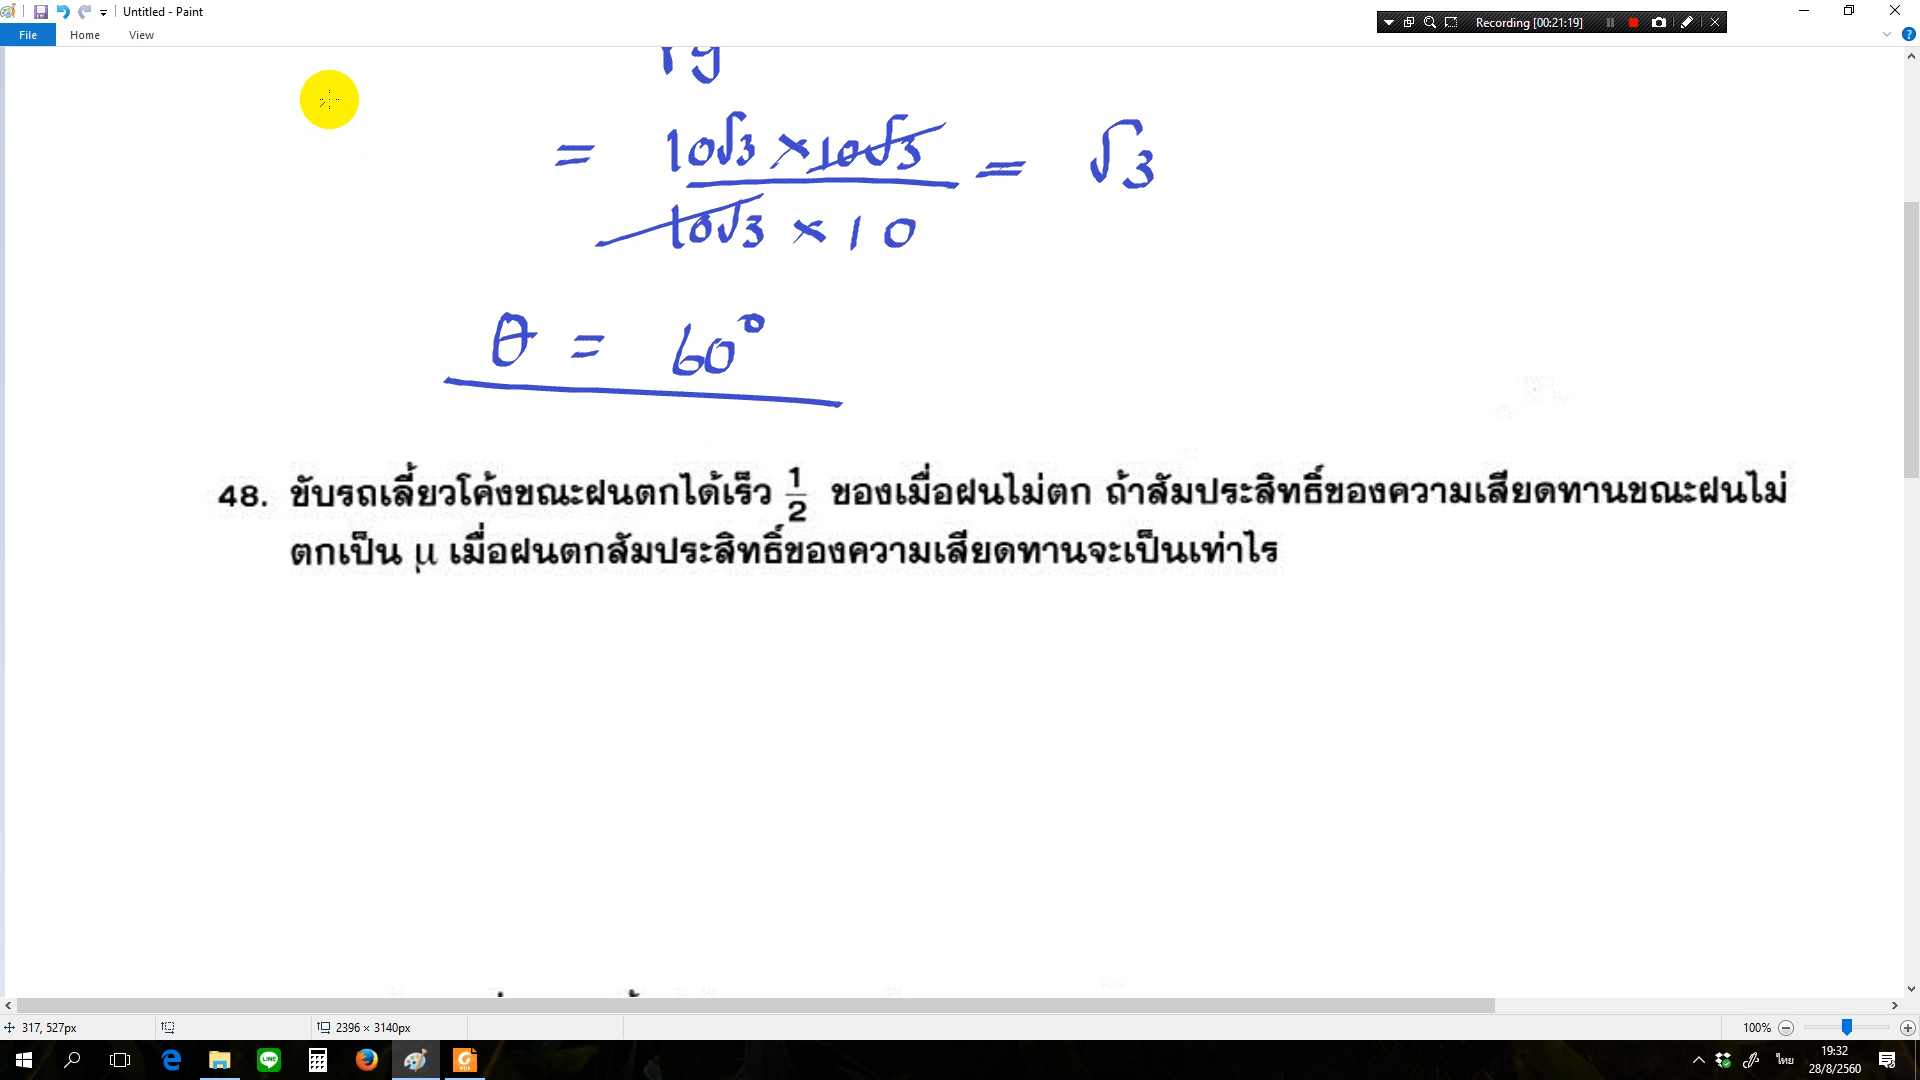 Untitled - Paint
Recording [00:21:19]
File Home View
= 10√3 × 10√3 = √3
10√3 × 10
θ = 60°
48. ขับรถเลี้ยวโค้งขณะฝนตกได้เร็ว 1/2 ของเมื่อฝนไม่ตก ถ้าสัมประสิทธิ์ของความเสียดทานขณะฝนไม่
ตกเป็น μ เมื่อฝนตกสัมประสิทธิ์ของความเสียดทานจะเป็นเท่าไร
317, 527px 2396 × 3140px 100%
ไทย 19:32
28/8/2560